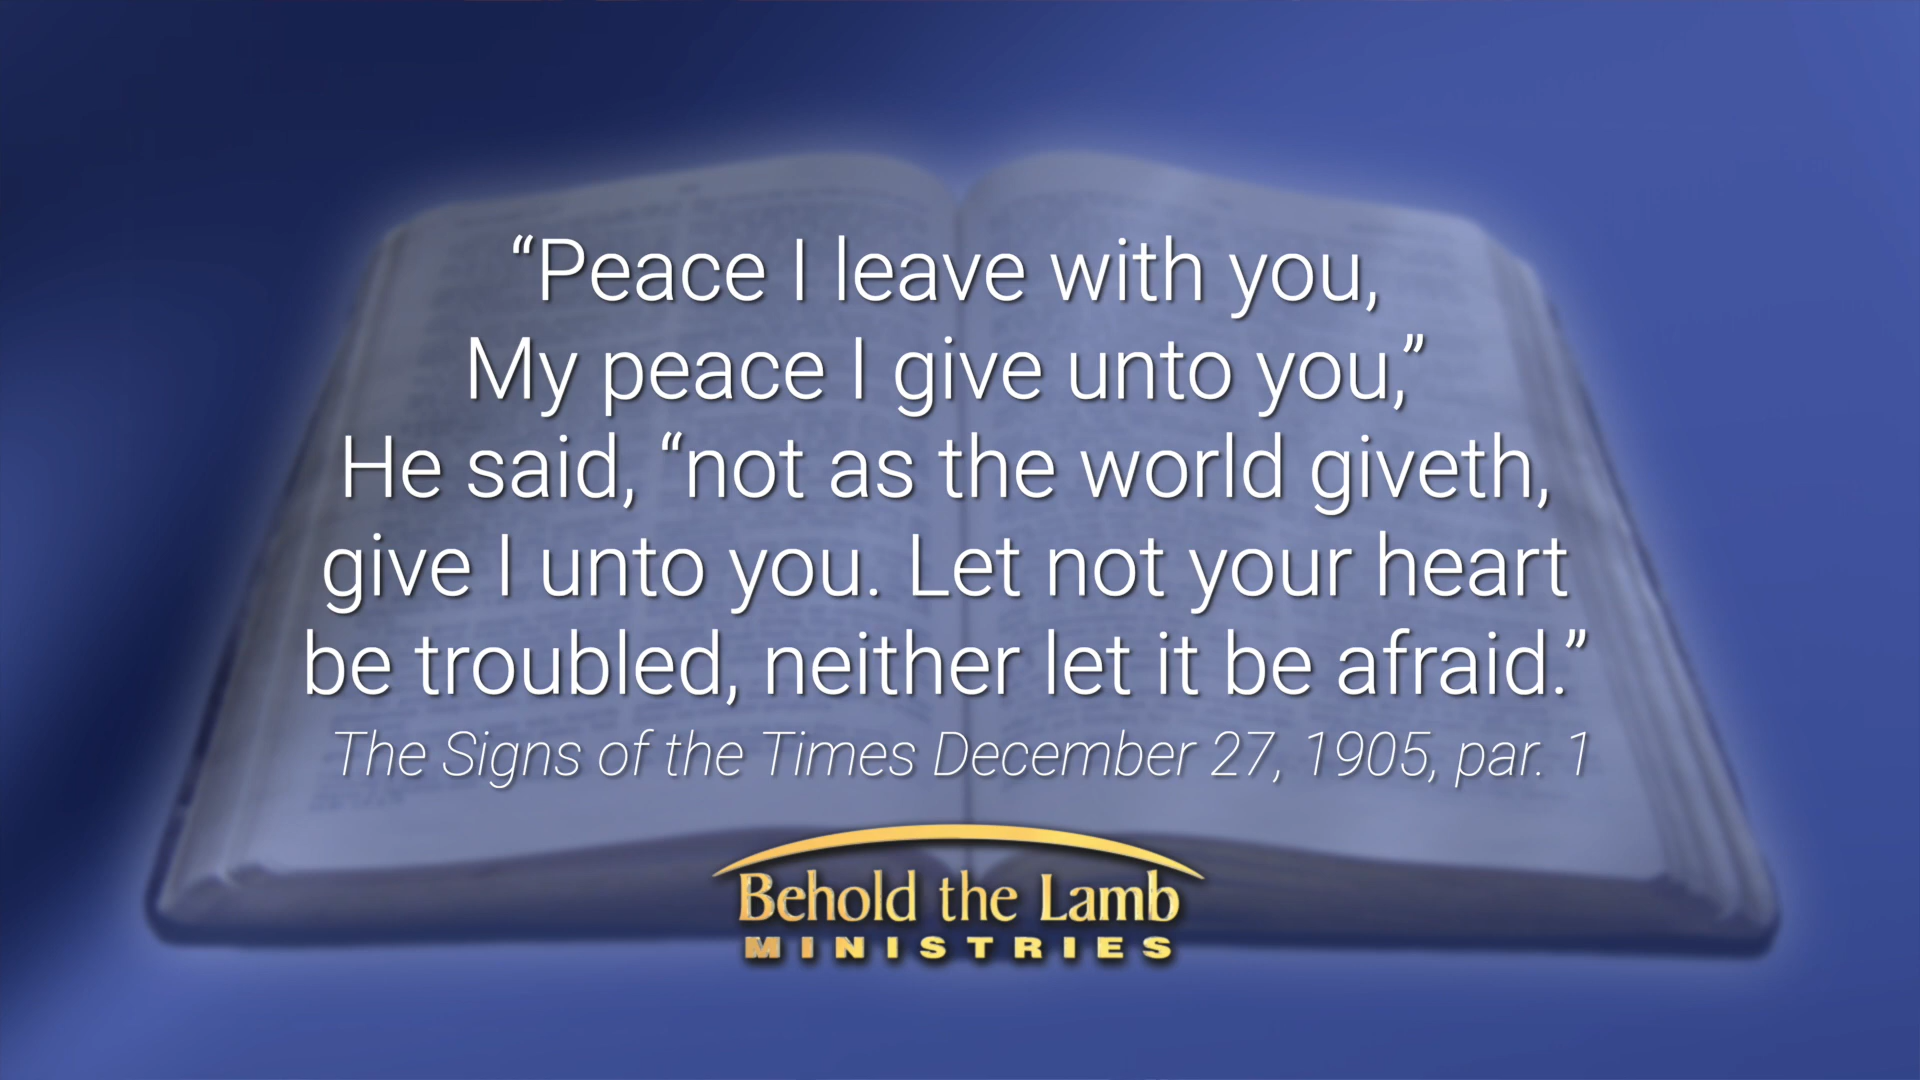 “Peace I leave with you,
My peace I give unto you,”
He said, “not as the world giveth,
give I unto you. Let not your heart
be troubled, neither let it be afraid.”
The Signs of the Times December 27, 1905, par. 1
Behold the Lamb
MINISTRIES